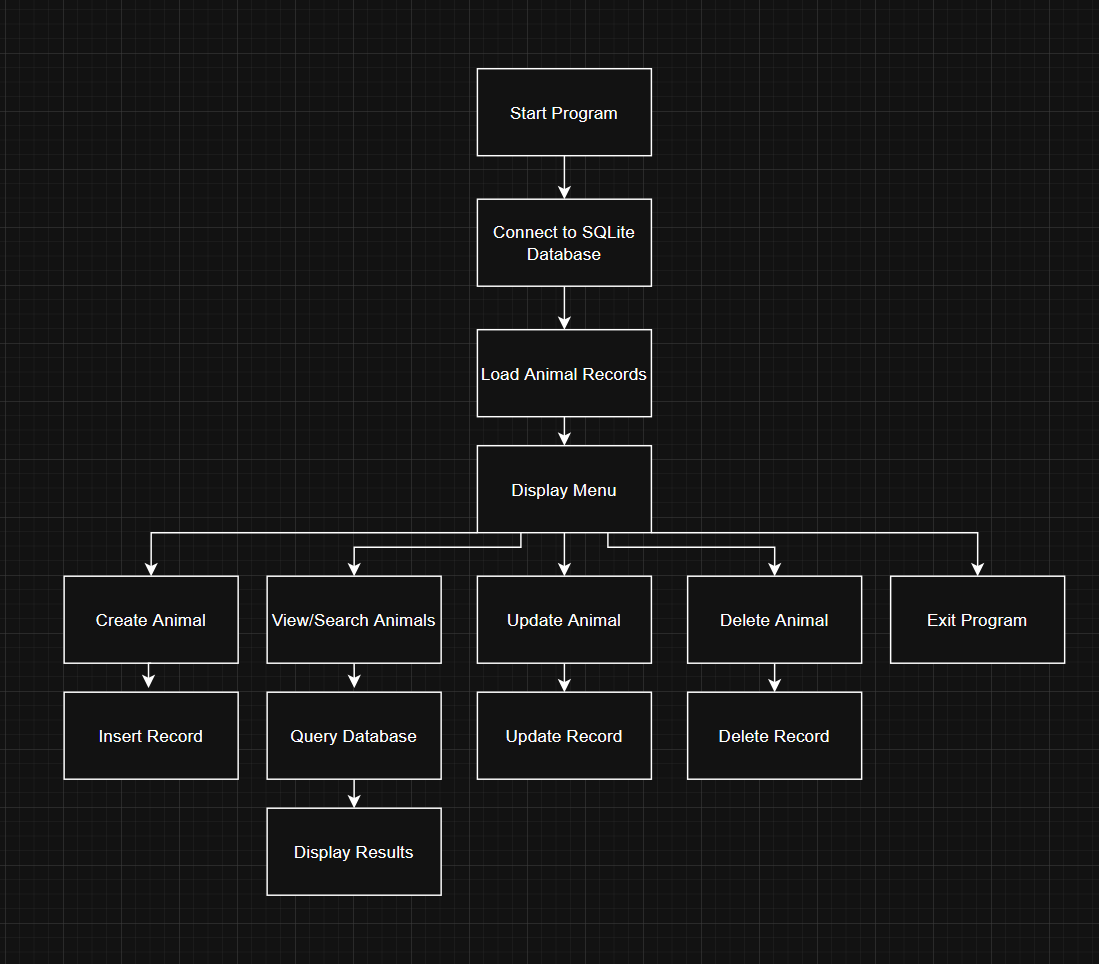 Start Program
Connect to SQLite
Database
Load Animal Records
Display Menu
Create Animal
View/Search Animals
Update Animal
Delete Animal
Exit Program
Insert Record
Query Database
Update Record
Delete Record
Display Results